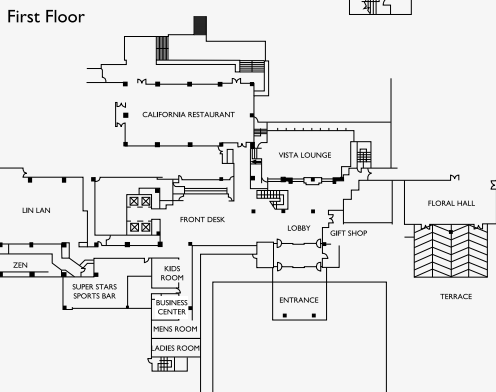 First Floor
CALIFORNIA RESTAURANT
VISTA LOUNGE
LIN LAN
FLORAL HALL
FRONT DESK
LOBBY
GIFT SHOP
ZEN
KIDS
ROOM
SUPER STARS
SPORTS BAR
BUSINESS
CENTER
ENTRANCE
TERRACE
MENS ROOM
LADIES ROOM